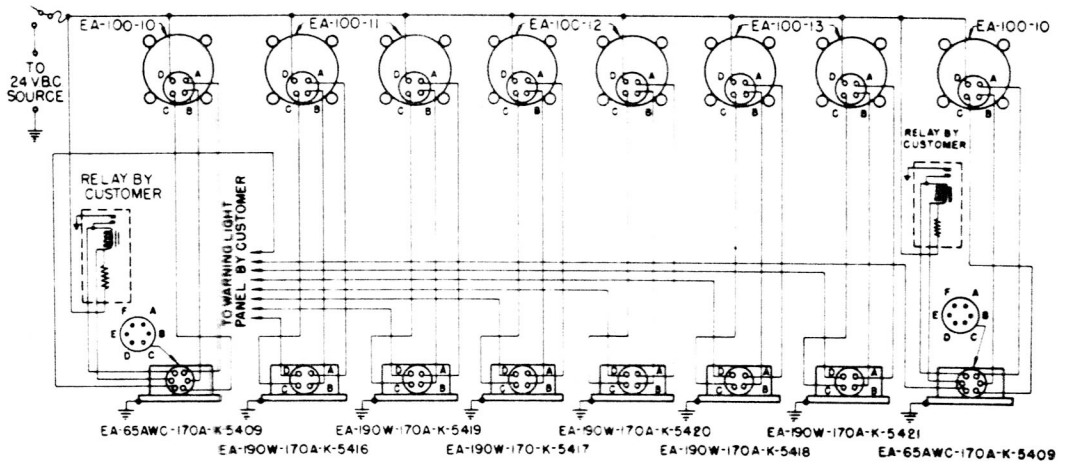 EA-100-10 EA-100-11 EA-100-12 EA-100-13 EA-100-10
TO
24 V.B.C
SOURCE
D A
C B
D A
C B
D A
C B
D A
C B
D A
C B
D A
C B
D A
C B
D A
C B
RELAY BY
CUSTOMER
RELAY BY
CUSTOMER
TO WARNING LIGHT
PANEL BY CUSTOMER
F A
E B
D C
F A
E B
D C
D A
C B
D A
C B
D A
C B
D A
C B
D A
C B
D A
C B
EA-65AWC-170A-K-5409
EA-190W-170A-K-5416
EA-190W-170A-K-5419
EA-190W-170-K-5417
EA-190W-170A-K-5420
EA-190W-170A-K-5418
EA-190W-170A-K-5421
EA-65AWC-170A-K-5409